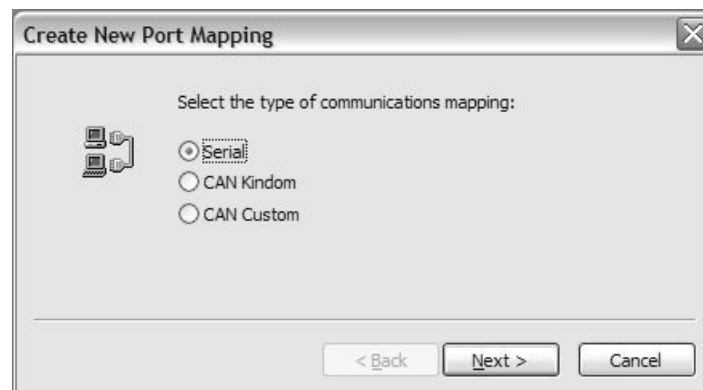 Create New Port Mapping
Select the type of communications mapping:
Serial
CAN Kindom
CAN Custom
< Back Next > Cancel